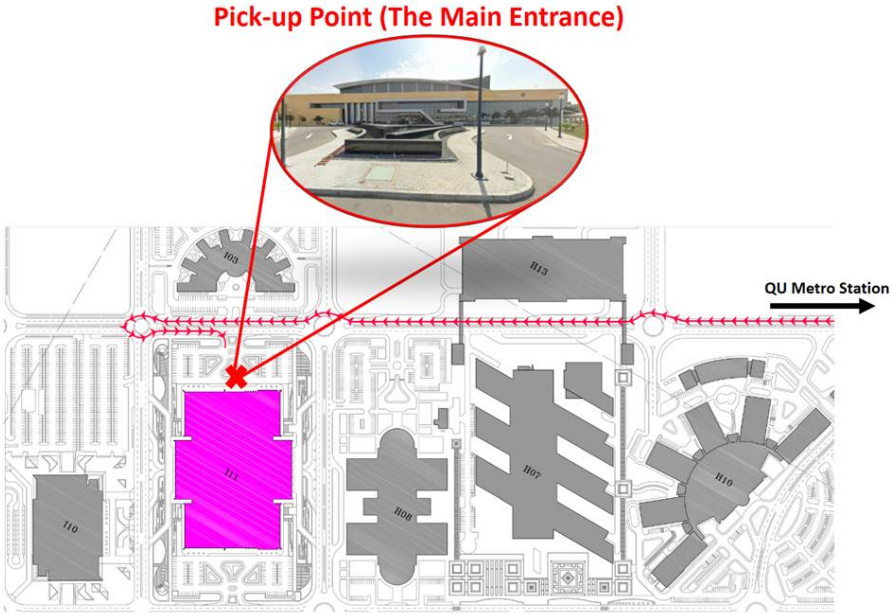 Pick-up Point (The Main Entrance)
I03
H13
QU Metro Station
I11
H07
H10
I10
H08